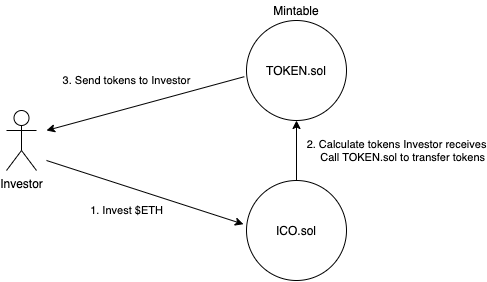 Mintable
TOKEN.sol
3. Send tokens to Investor
2. Calculate tokens Investor receives
Call TOKEN.sol to transfer tokens
Investor
1. Invest $ETH
ICO.sol